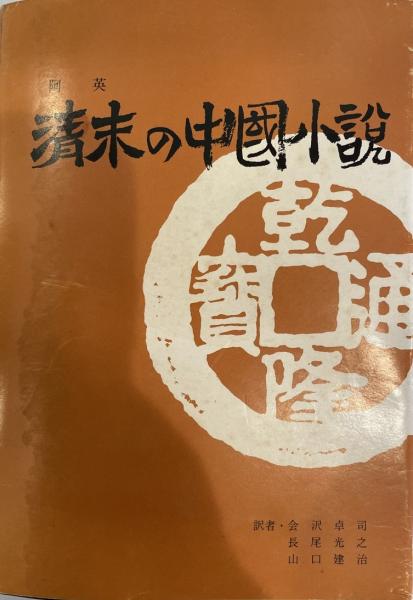 阿英
清末の中國小説
乾隆通寶
訳者・会沢卓司
長尾光之
山口建治